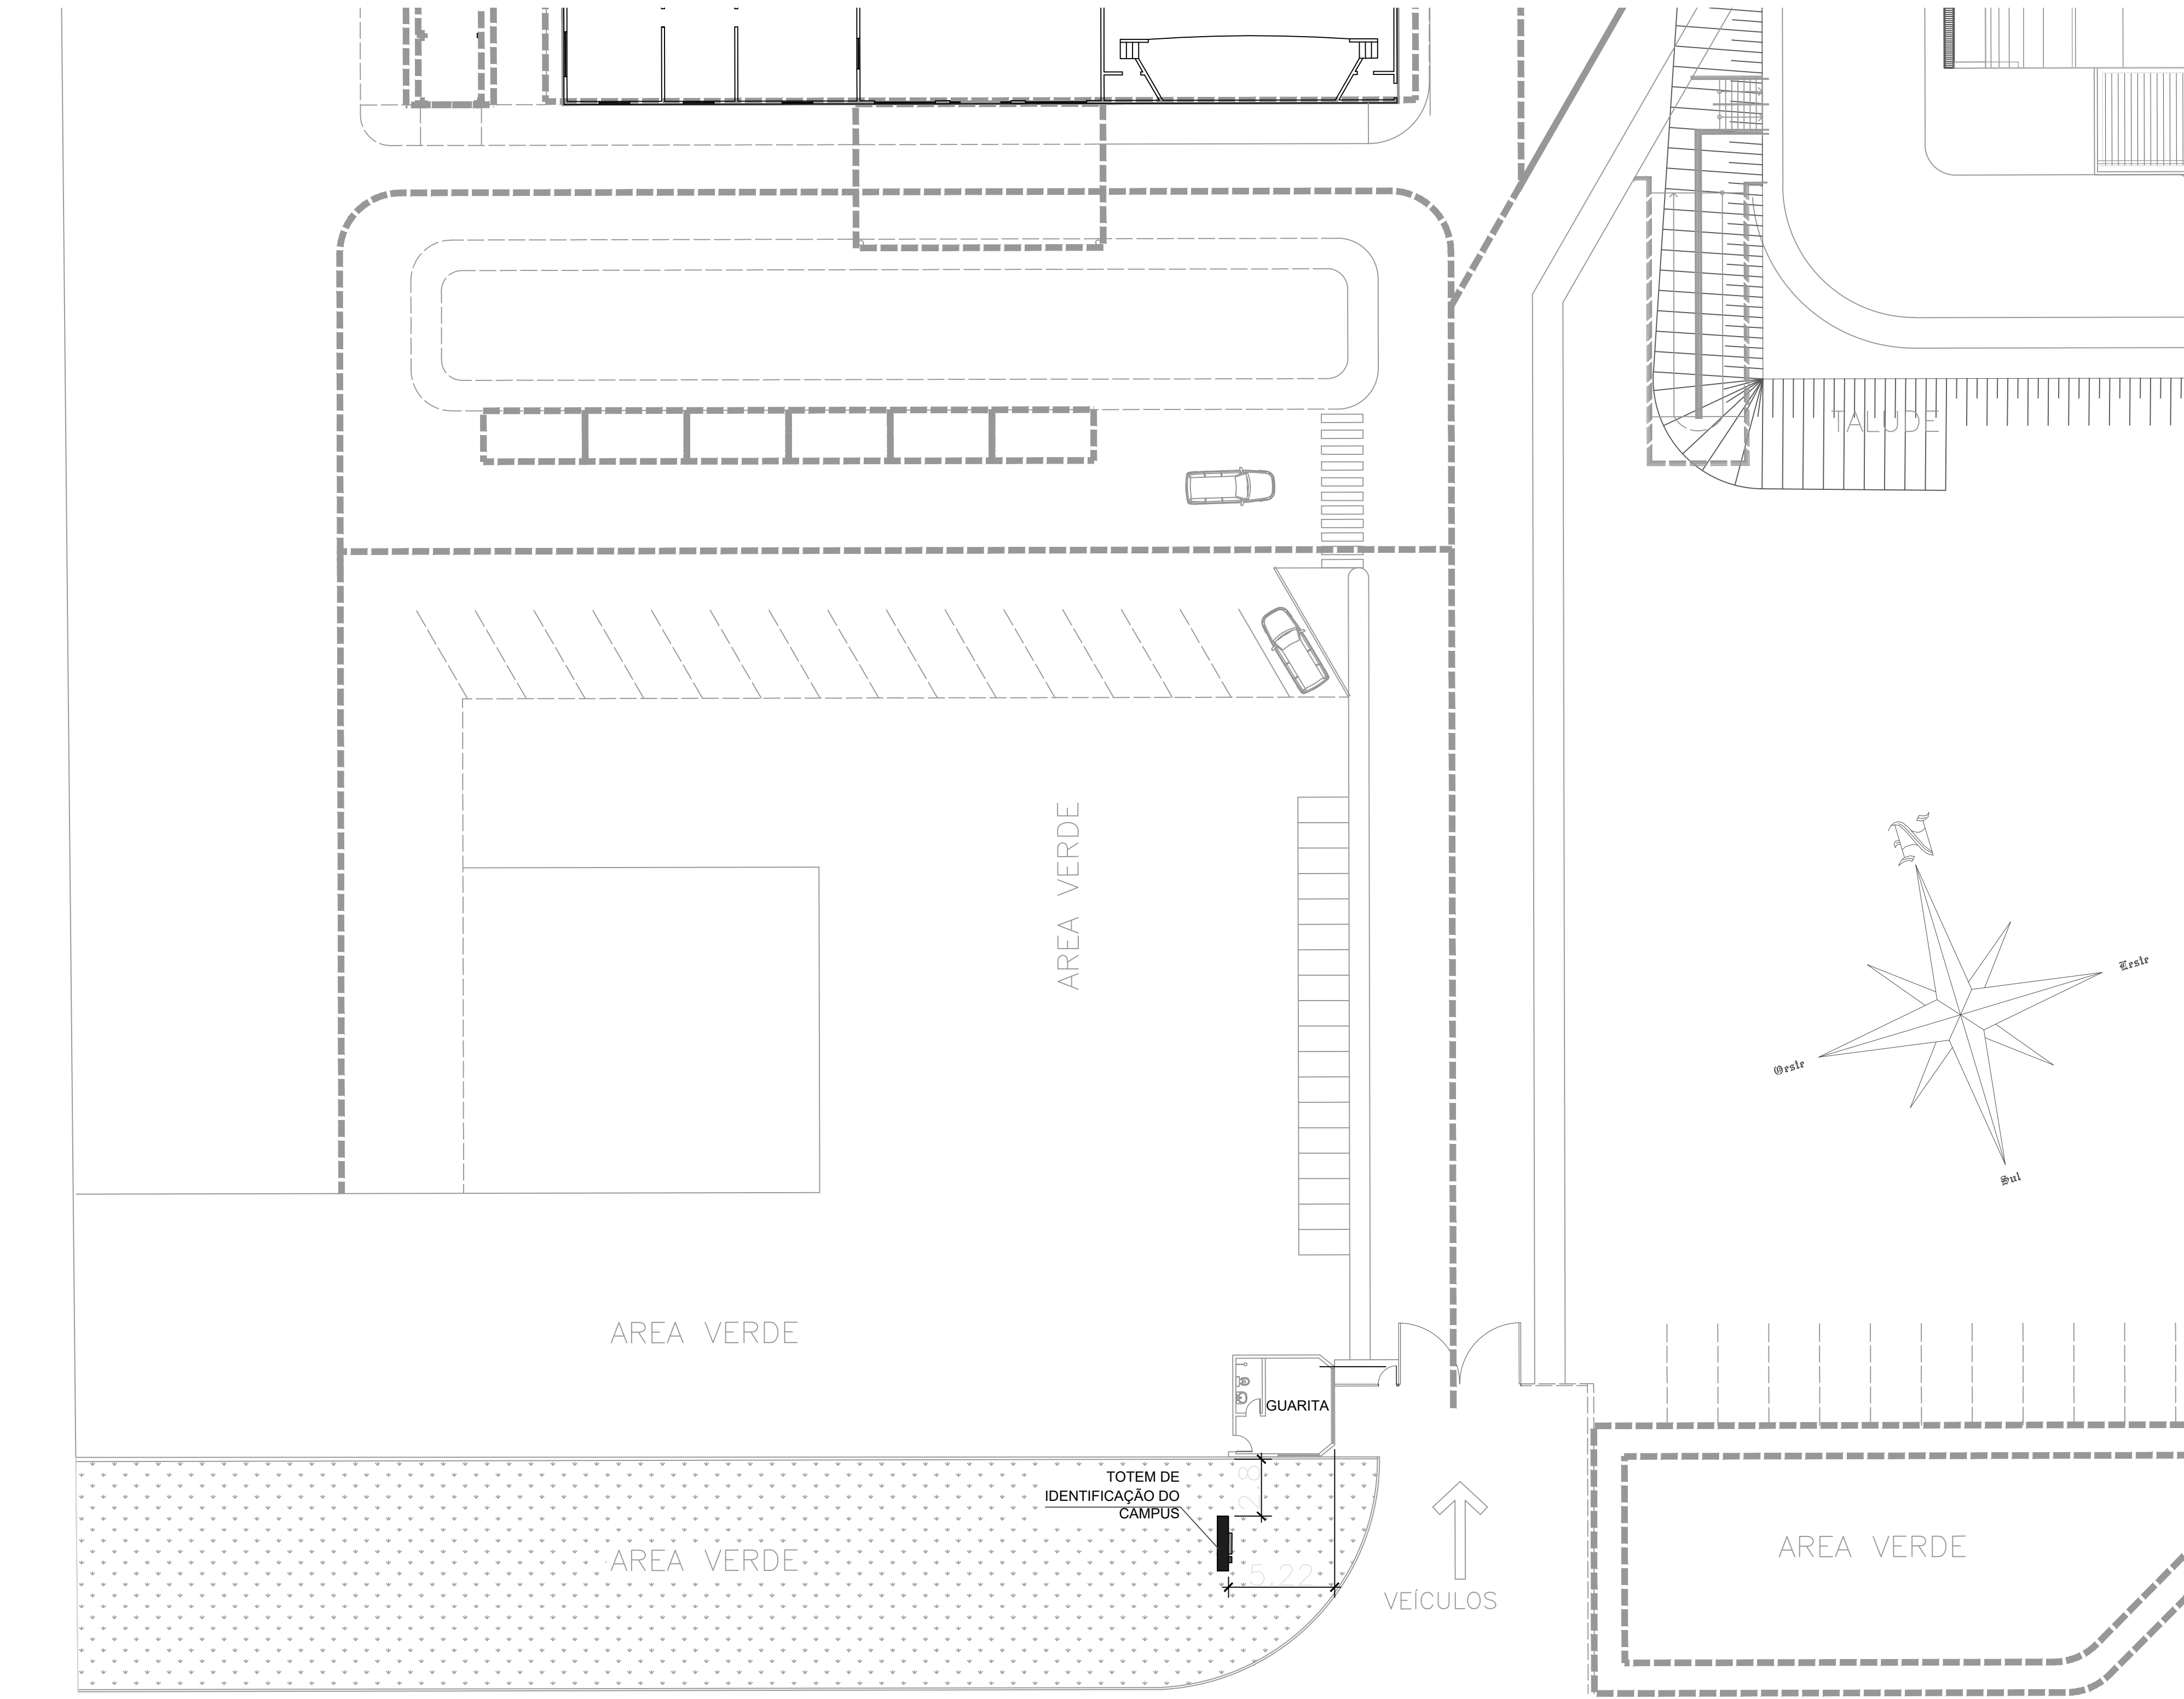 TALUDE
AREA VERDE
N
Leste
Oeste
Sul
AREA VERDE
GUARITA
TOTEM DE
IDENTIFICAÇÃO DO
CAMPUS
2.8
AREA VERDE
5.22
VEÍCULOS
AREA VERDE